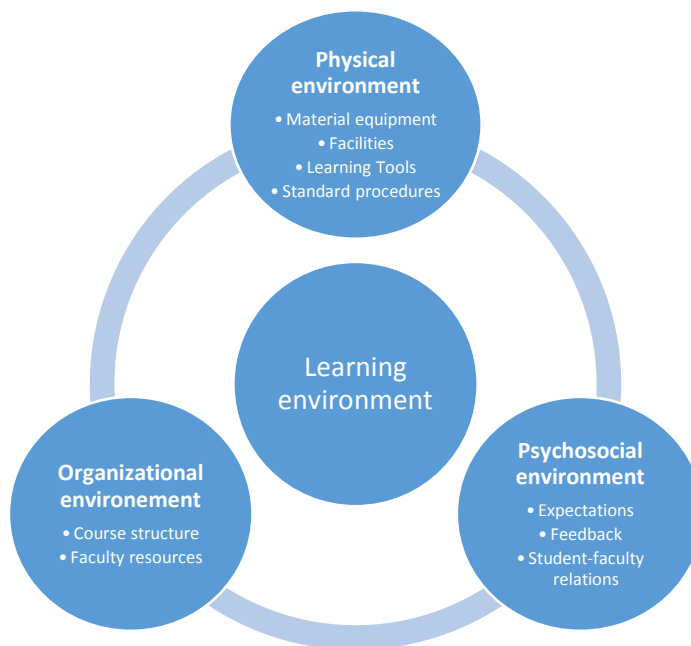 Physical
environment
• Material equipment
• Facilities
• Learning Tools
• Standard procedures
Learning
environment
Organizational
environement
• Course structure
• Faculty resources
Psychosocial
environment
• Expectations
• Feedback
• Student-faculty
relations